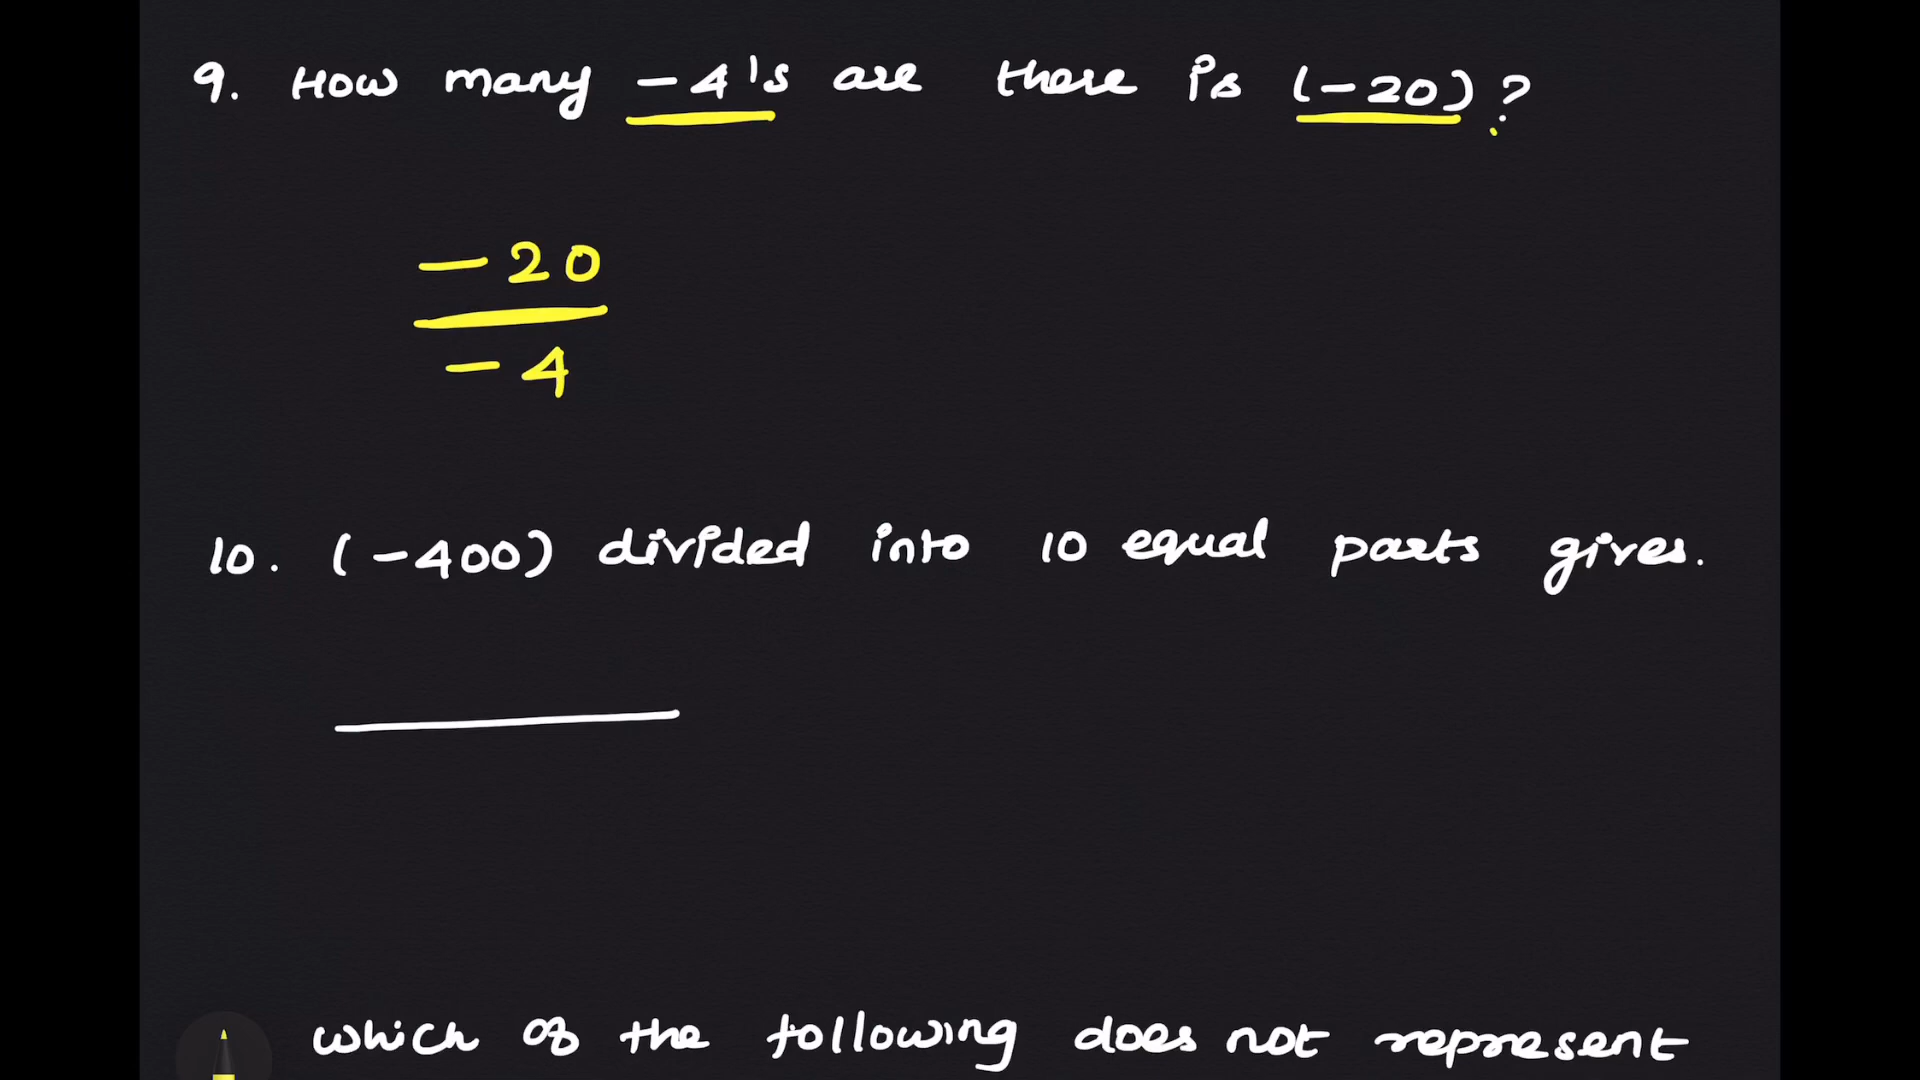 9. How many -4's are there is (-20)?
-20
-4
10. (-400) divided into 10 equal parts gives.
which of the following does not represent